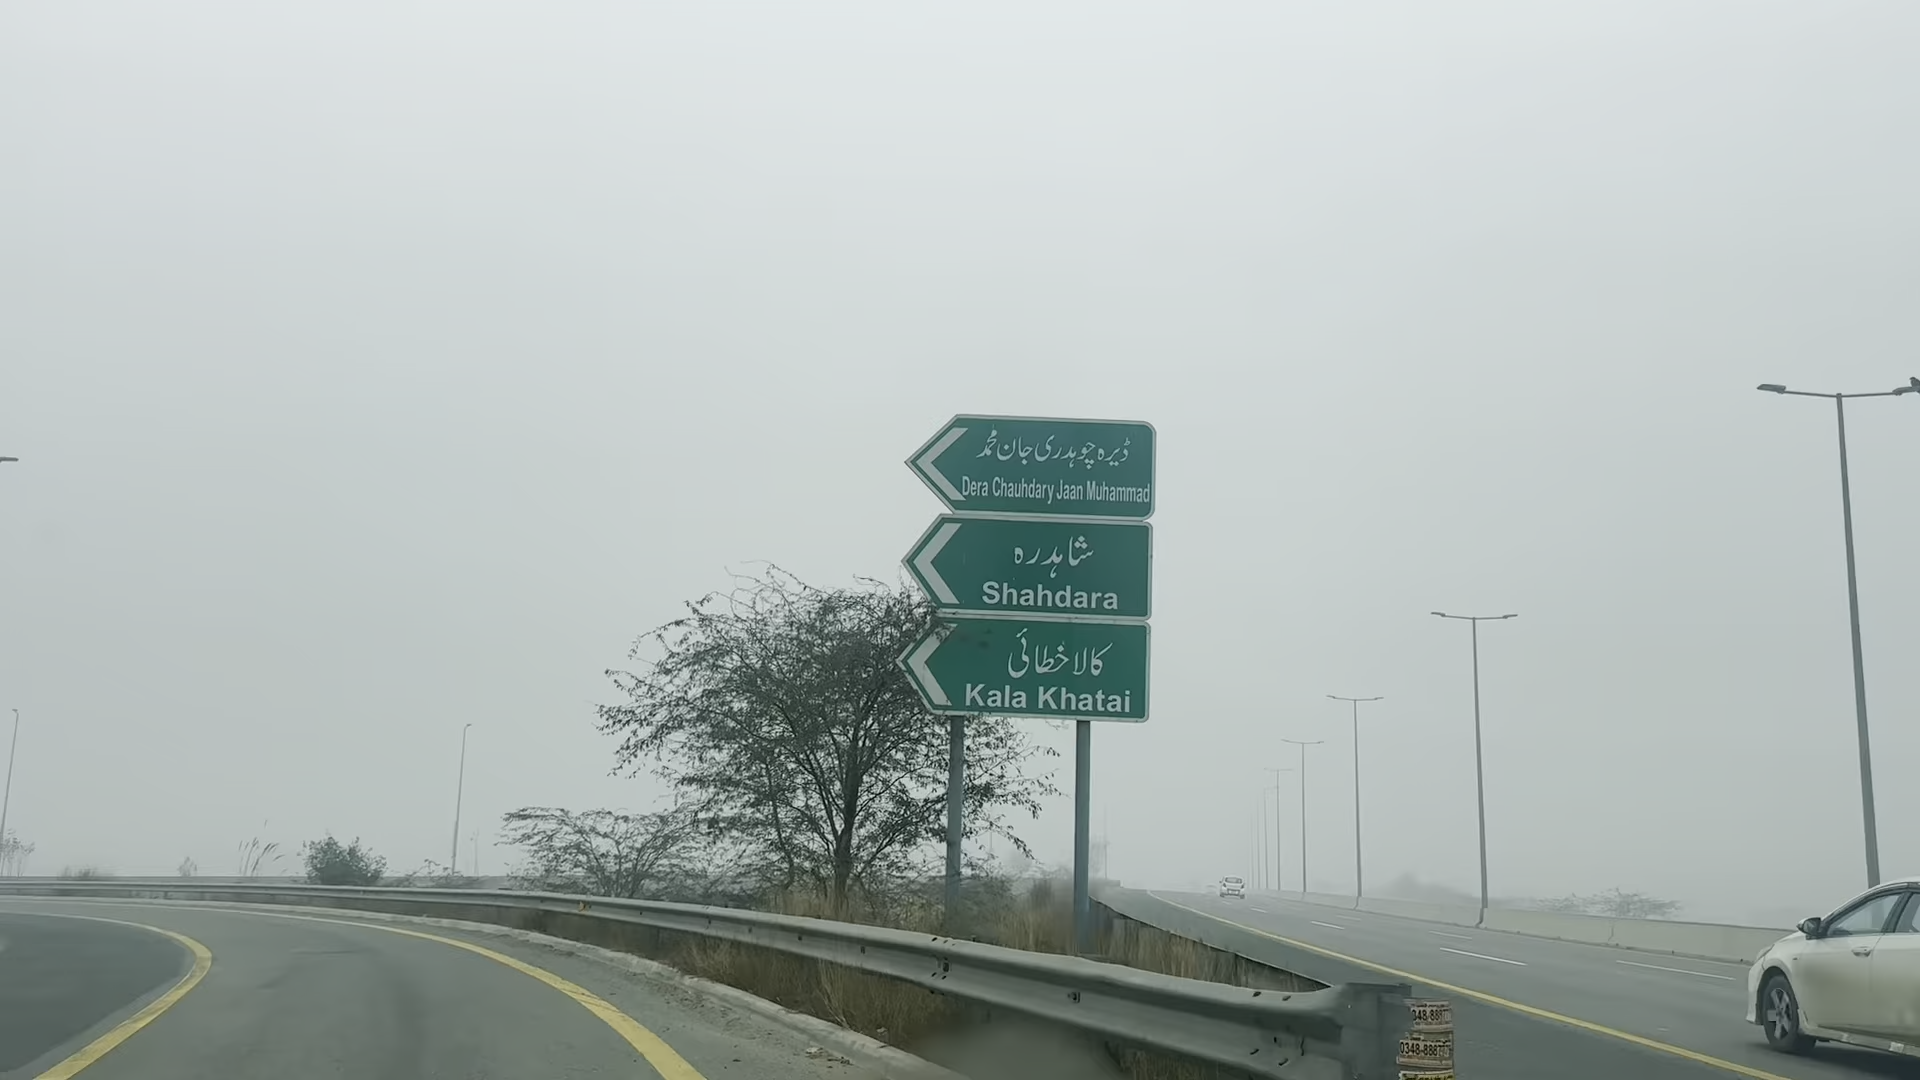 ڈیرہ چوہدری جان محمد
Dera Chauhdary Jaan Muhammad
شاہدرہ
Shahdara
کالا خطائی
Kala Khatai